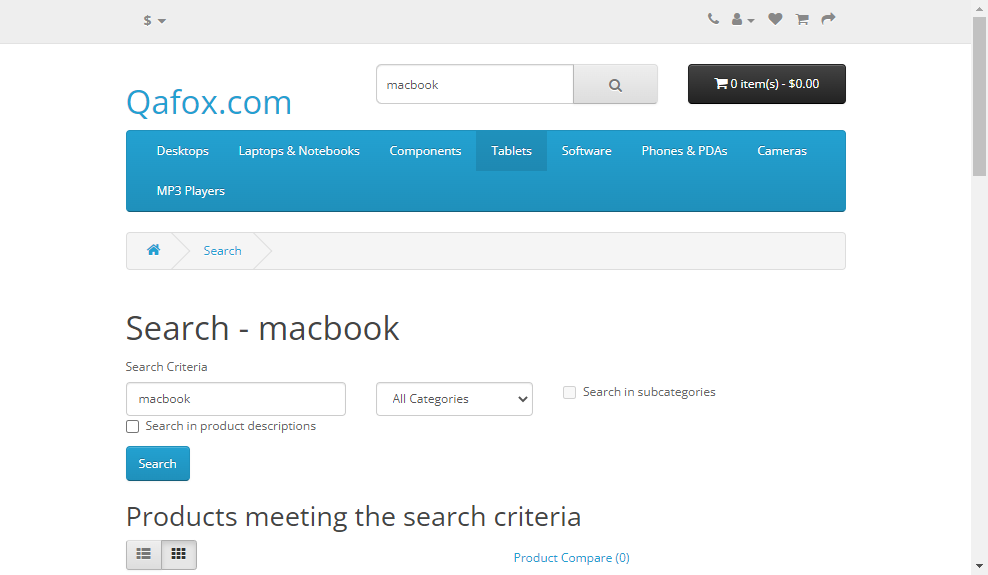 $
macbook
0 item(s) - $0.00
Qafox.com
Desktops Laptops & Notebooks Components Tablets Software Phones & PDAs Cameras
MP3 Players
Search
Search - macbook
Search Criteria
macbook All Categories Search in subcategories
Search in product descriptions
Search
Products meeting the search criteria
Product Compare (0)